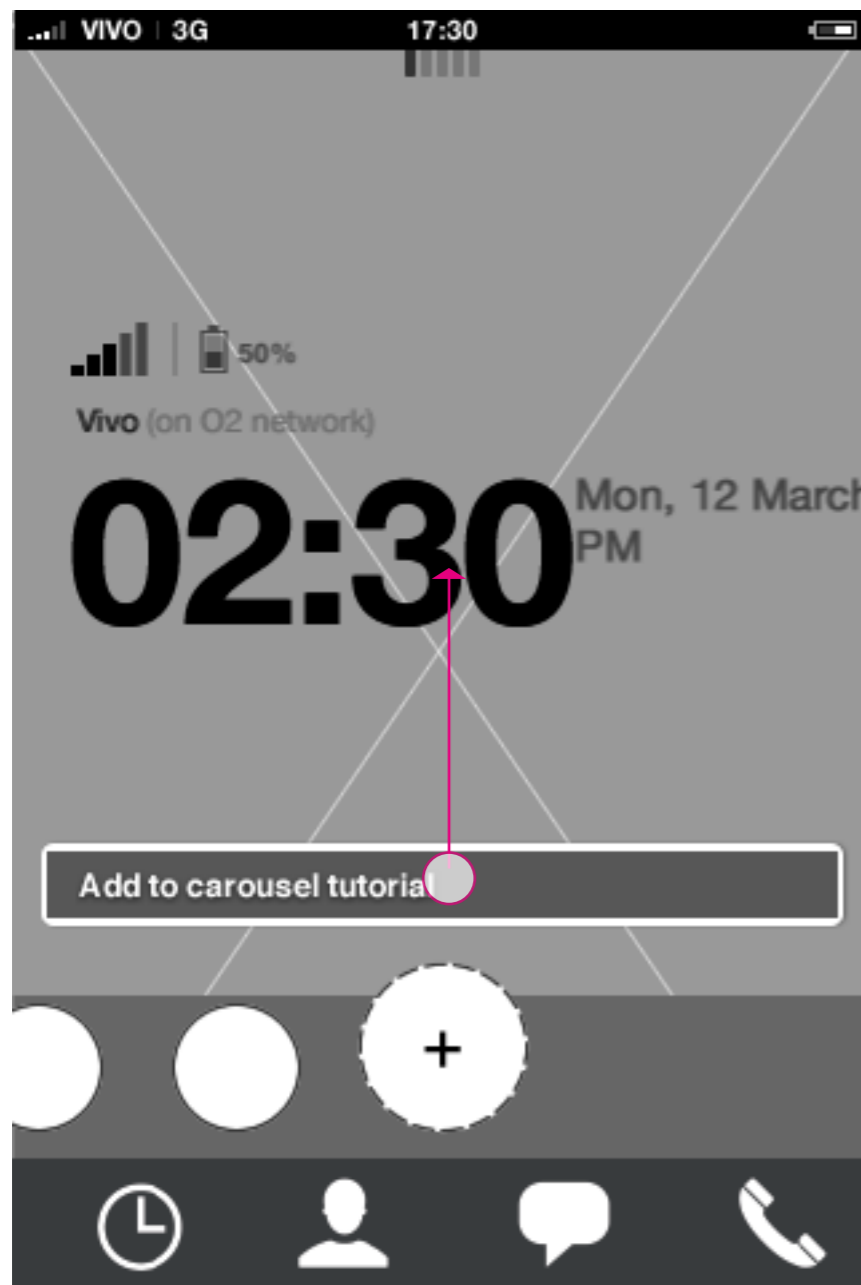 VIVO 3G 17:30
50%
Vivo (on O2 network)
02:30 Mon, 12 March
PM
Add to carousel tutorial
+